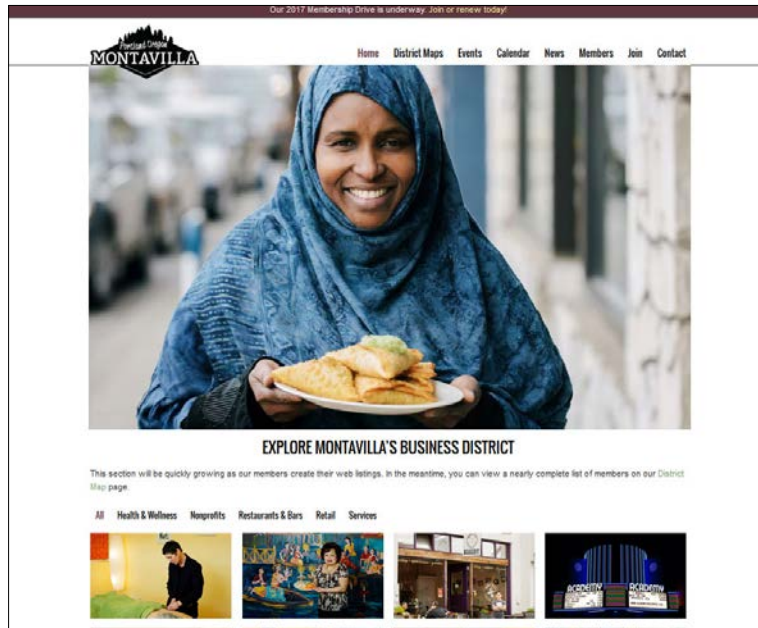 Our 2017 Membership Drive is underway. Join or renew today!
Portland Oregon
MONTAVILLA
Home District Maps Events Calendar News Members Join Contact
EXPLORE MONTAVILLA'S BUSINESS DISTRICT
This section will be quickly growing as our members create their web listings. In the meantime, you can view a nearly complete list of members on our District
Map page.
All Health & Wellness Nonprofits Restaurants & Bars Retail Services
ACADEMY ACADEMY